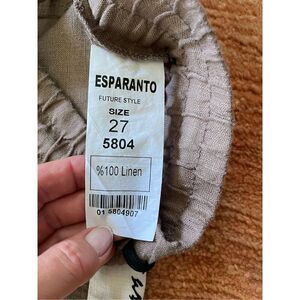 ESPARANTO
FUTURE STYLE
SIZE
27
5804
%100 Linen
01 5804907